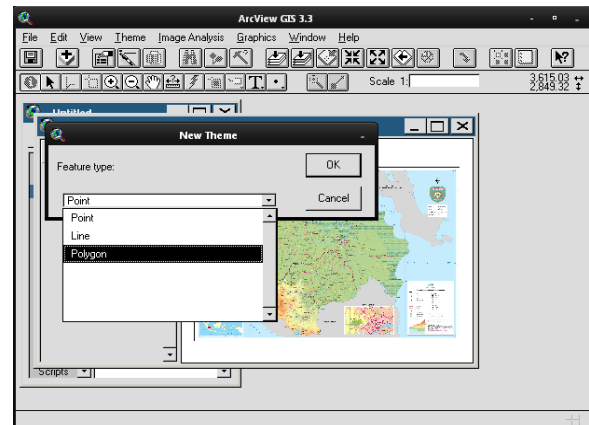 ArcView GIS 3.3
File Edit View Theme Image Analysis Graphics Window Help
Scale 1:
3,615.03
2,849.32
Untitled
New Theme
Feature type:
OK
Cancel
Point
Point
Line
Polygon
Scripts